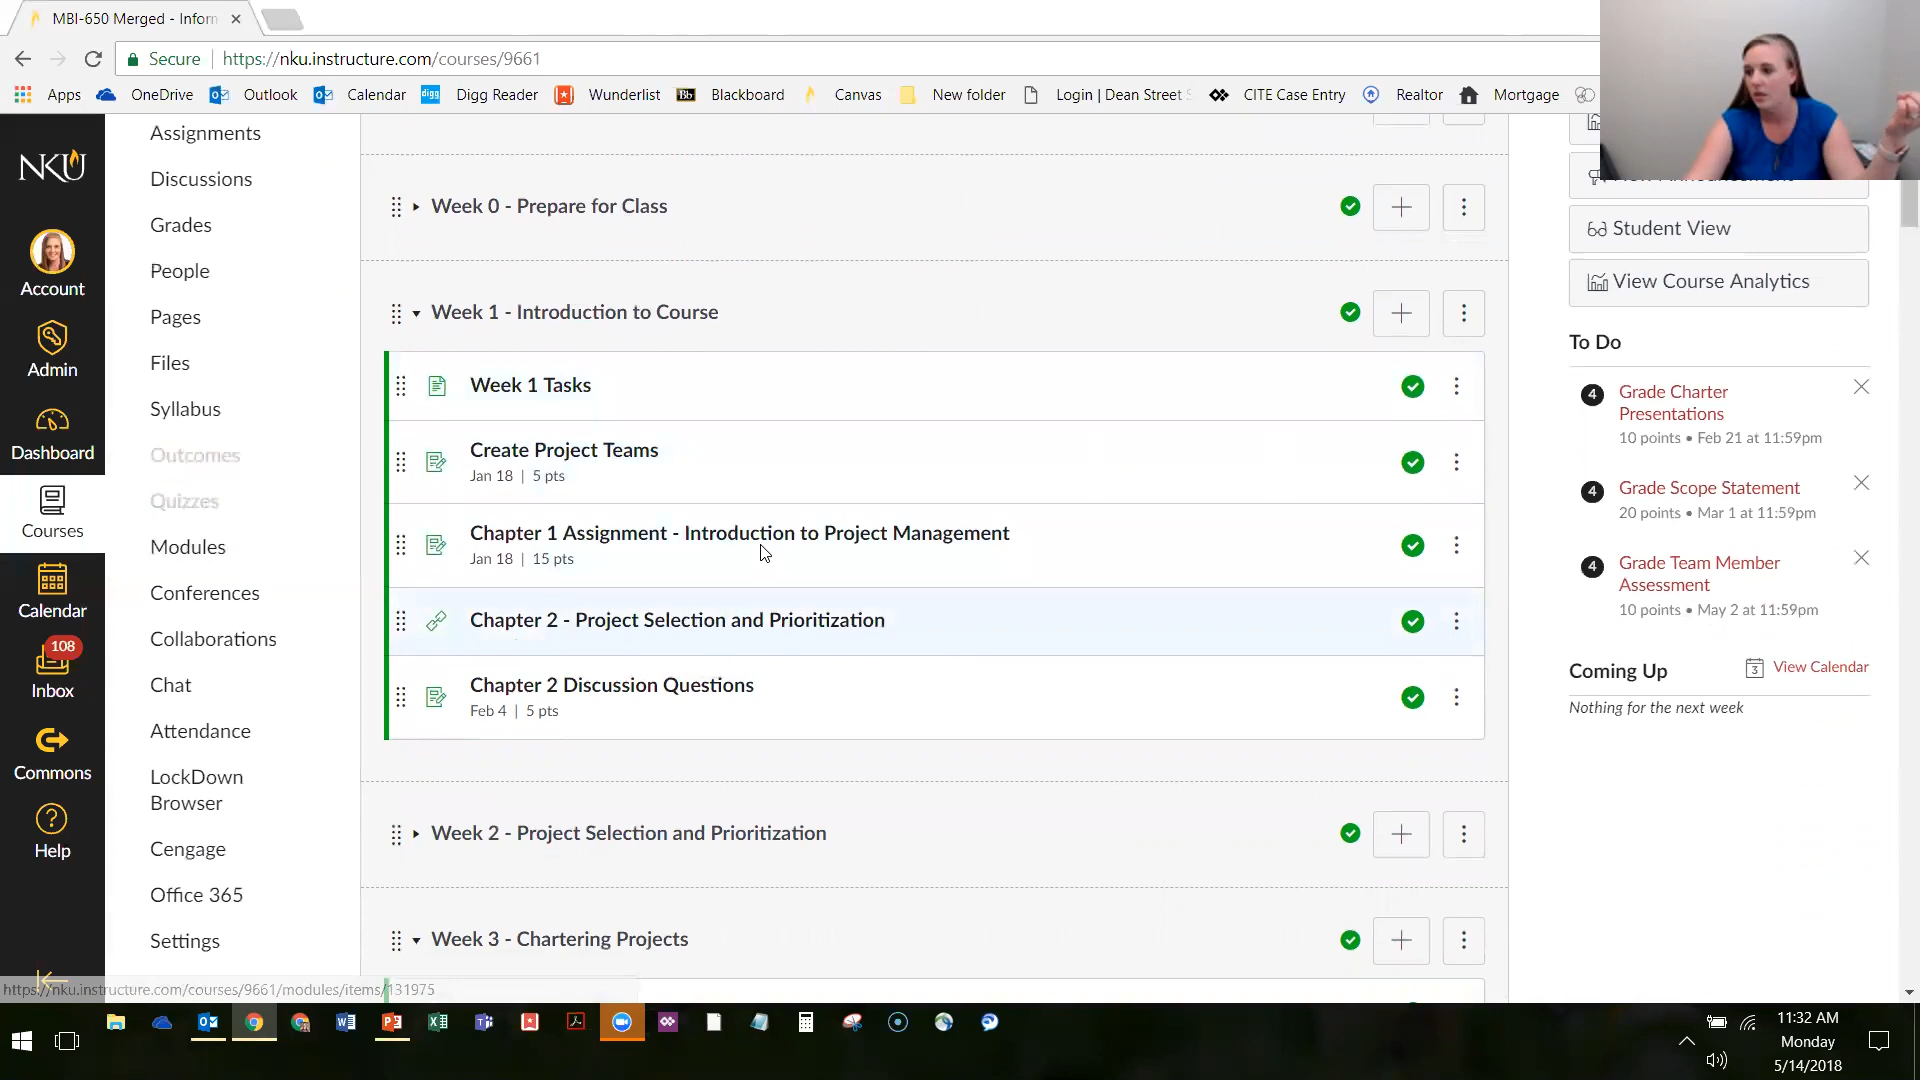 MBI-650 Merged - Inforn
Secure
https://nku.instructure.com/courses/9661
Apps
OneDrive
Outlook
Calendar
Digg Reader
Wunderlist
Bb
Blackboard
Canvas
New folder
Login | Dean Street S
CITE Case Entry
Realtor
Mortgage
digg
NKU
Account
Admin
Dashboard
Courses
Calendar
108
Inbox
Commons
Help
Assignments
Discussions
Grades
People
Pages
Files
Syllabus
Outcomes
Quizzes
Modules
Conferences
Collaborations
Chat
Attendance
LockDown
Browser
Cengage
Office 365
Settings
Week 0 - Prepare for Class
Week 1 - Introduction to Course
Week 1 Tasks
Create Project Teams
Jan 18 | 5 pts
Chapter 1 Assignment - Introduction to Project Management
Jan 18 | 15 pts
Chapter 2 - Project Selection and Prioritization
Chapter 2 Discussion Questions
Feb 4 | 5 pts
Week 2 - Project Selection and Prioritization
Week 3 - Chartering Projects
Student View
View Course Analytics
To Do
4
Grade Charter
Presentations
10 points • Feb 21 at 11:59pm
4
Grade Scope Statement
20 points • Mar 1 at 11:59pm
4
Grade Team Member
Assessment
10 points • May 2 at 11:59pm
Coming Up
3
View Calendar
Nothing for the next week
https://nku.instructure.com/courses/9661/modules/items/131975
11:32 AM
Monday
5/14/2018